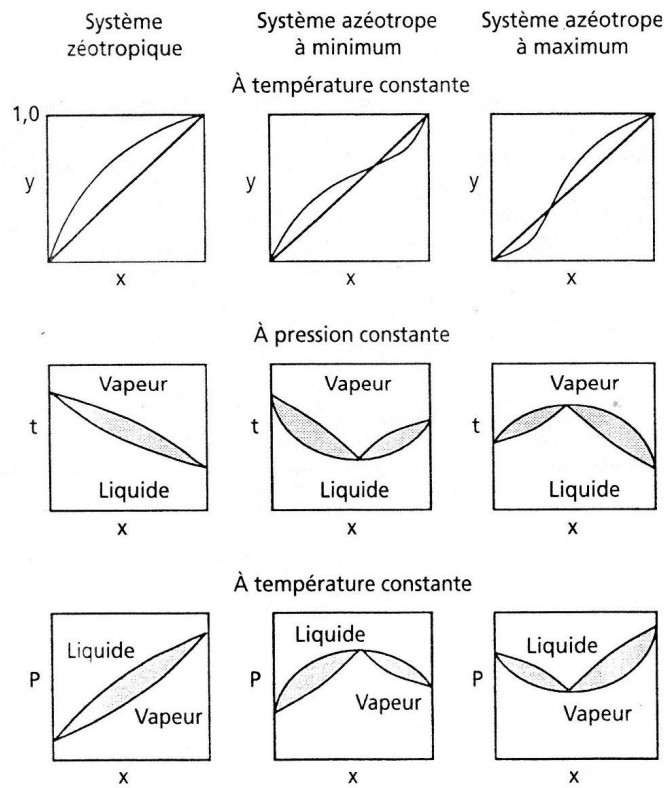 Système
zéotropique
Système azéotrope
à minimum
Système azéotrope
à maximum
À température constante
1,0
y
x
y
x
y
x
À pression constante
Vapeur
t
Liquide
x
Vapeur
t
Liquide
x
Vapeur
t
Liquide
x
À température constante
Liquide
P
Vapeur
x
Liquide
P
Vapeur
x
Liquide
P
Vapeur
x